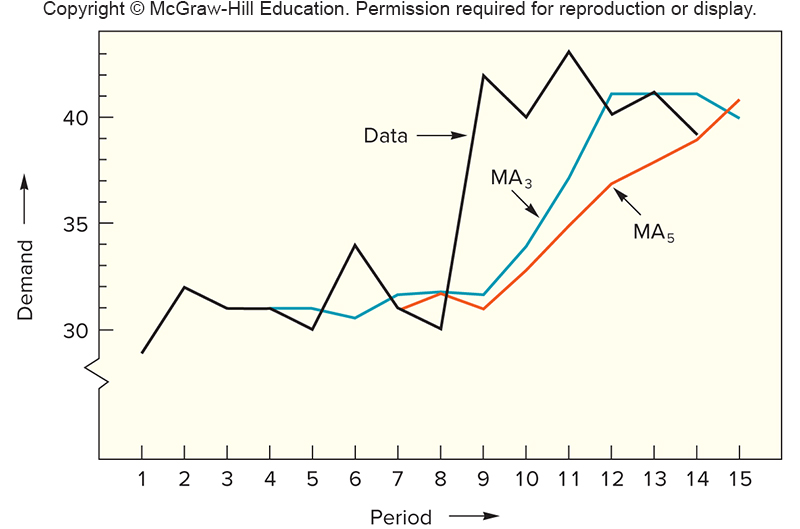 Copyright © McGraw-Hill Education. Permission required for reproduction or display.
40
Data
MA₃
35
MA₅
Demand
30
1 2 3 4 5 6 7 8 9 10 11 12 13 14 15
Period